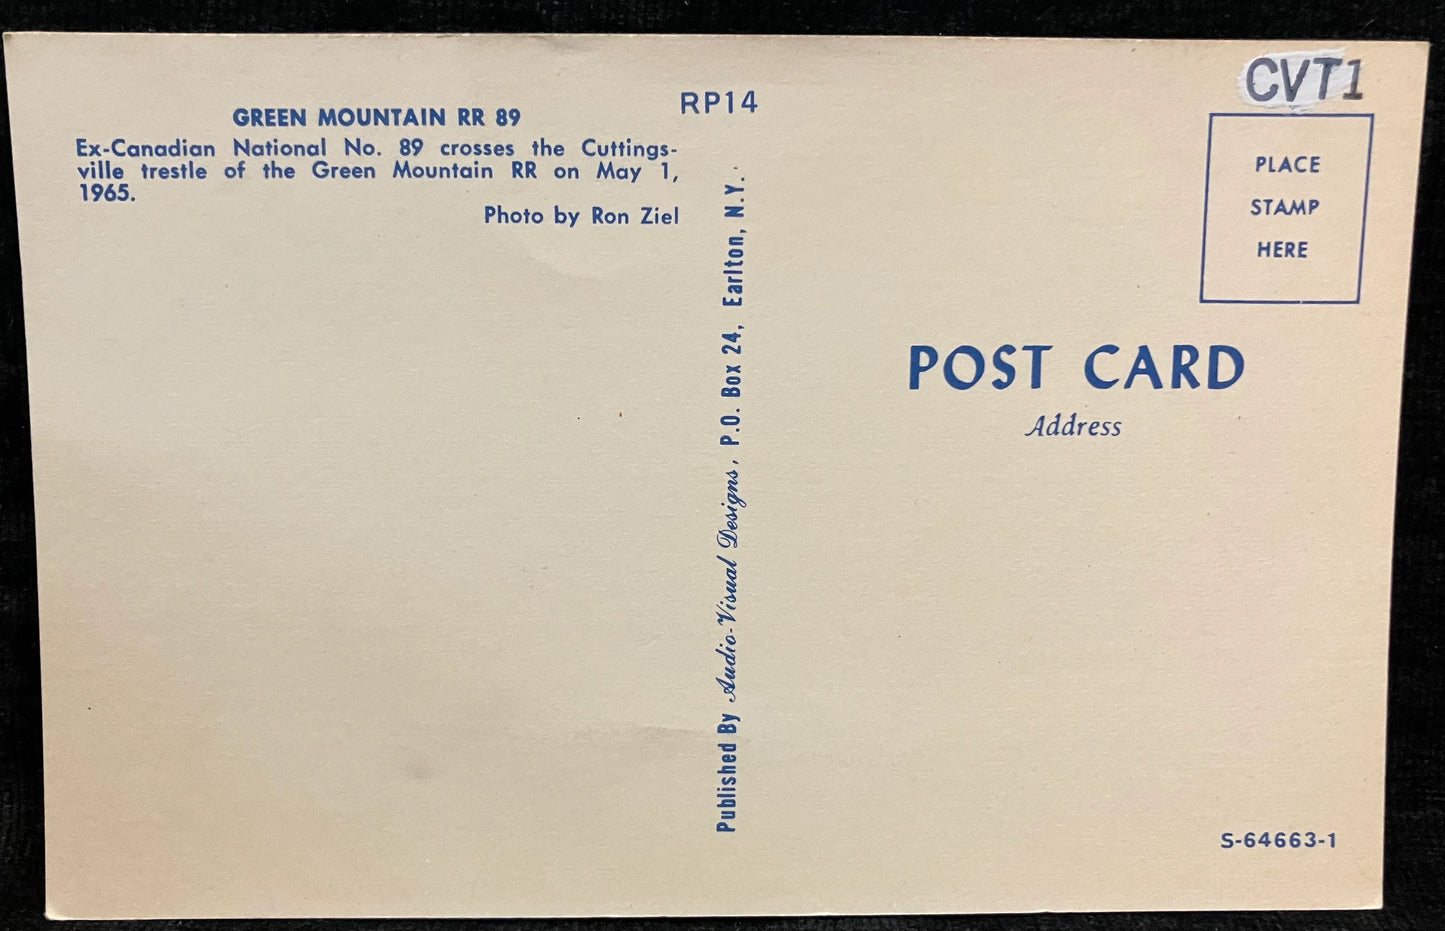 GREEN MOUNTAIN RR 89
Ex-Canadian National No. 89 crosses the Cuttings-
ville trestle of the Green Mountain RR on May 1,
1965.
Photo by Ron Ziel
RP14
Published By Audio-Visual Designs, P.O. Box 24, Earlton, N.Y.
CVT1
PLACE
STAMP
HERE
POST CARD
Address
S-64663-1